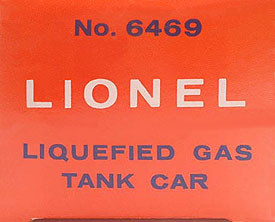 No. 6469
LIONEL
LIQUEFIED GAS
TANK CAR